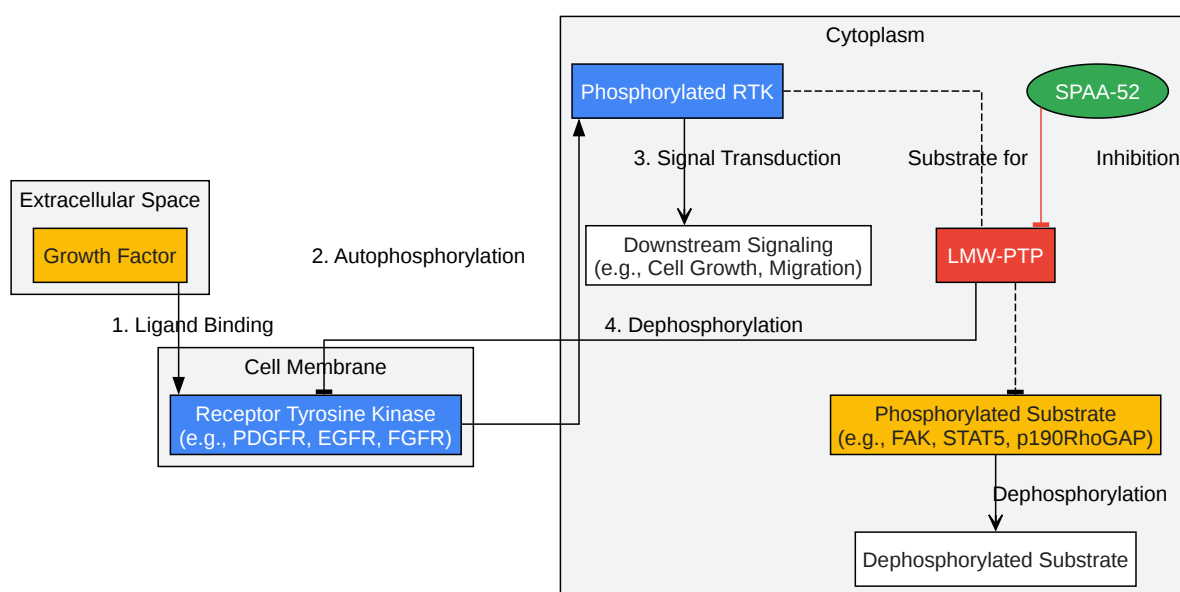 Cytoplasm
Phosphorylated RTK
SPAA-52
3. Signal Transduction
Substrate for
Inhibition
Extracellular Space
Growth Factor
2. Autophosphorylation
Downstream Signaling
(e.g., Cell Growth, Migration)
LMW-PTP
1. Ligand Binding
4. Dephosphorylation
Cell Membrane
Receptor Tyrosine Kinase
(e.g., PDGFR, EGFR, FGFR)
Phosphorylated Substrate
(e.g., FAK, STAT5, p190RhoGAP)
Dephosphorylation
Dephosphorylated Substrate